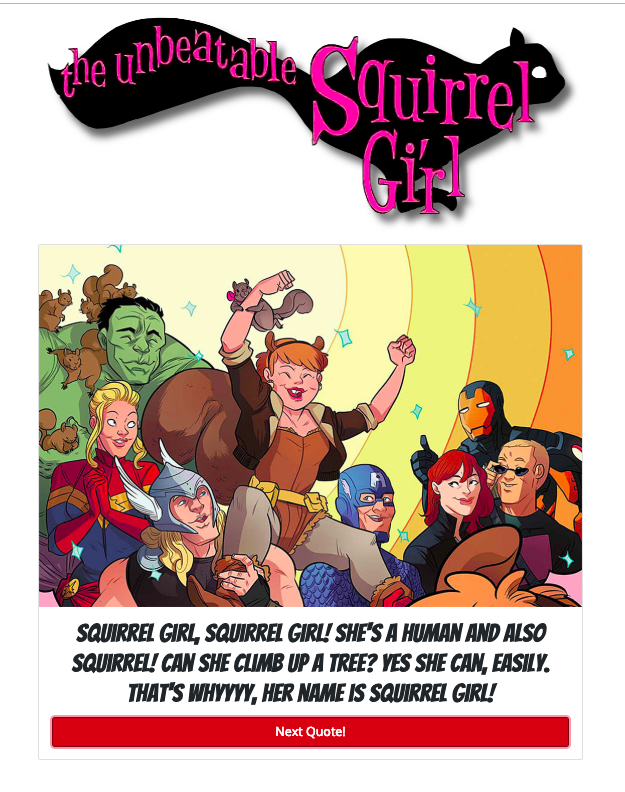 the unbeatable
Squirrel
Girl
A
SQUIRREL GIRL, SQUIRREL GIRL! SHE'S A HUMAN AND ALSO
SQUIRREL! CAN SHE CLIMB UP A TREE? YES SHE CAN, EASILY.
THAT'S WHYYYY, HER NAME IS SQUIRREL GIRL!
Next Quote!